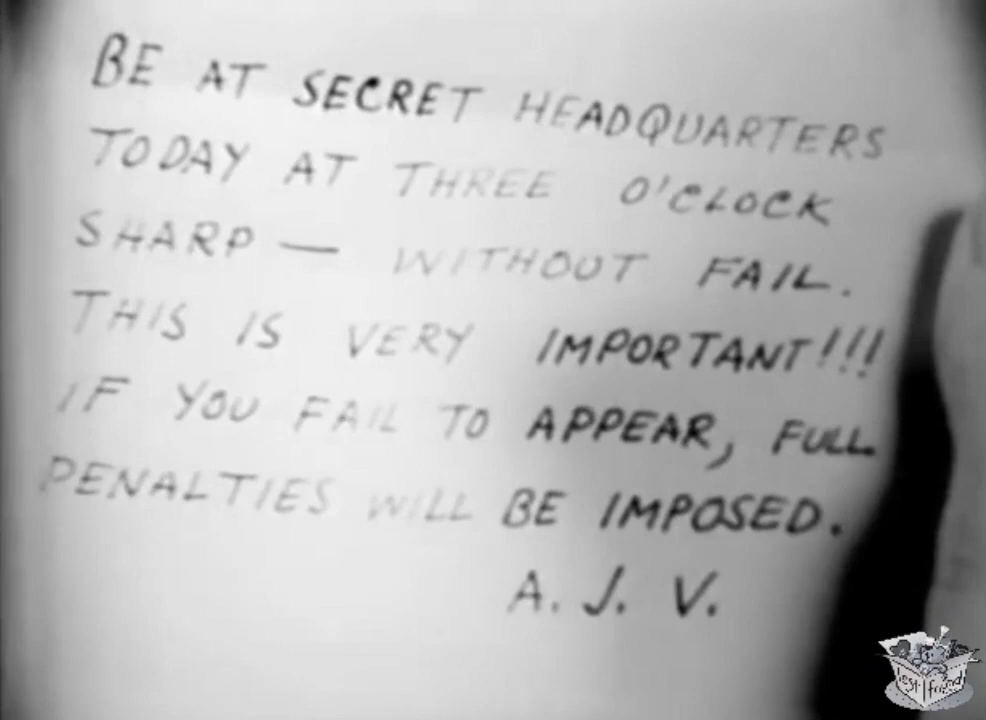 BE AT SECRET HEADQUARTERS
TODAY AT THREE O'CLOCK
SHARP — WITHOUT FAIL.
THIS IS VERY IMPORTANT!!!
IF YOU FAIL TO APPEAR, FULL
PENALTIES WILL BE IMPOSED.
A. J. V.